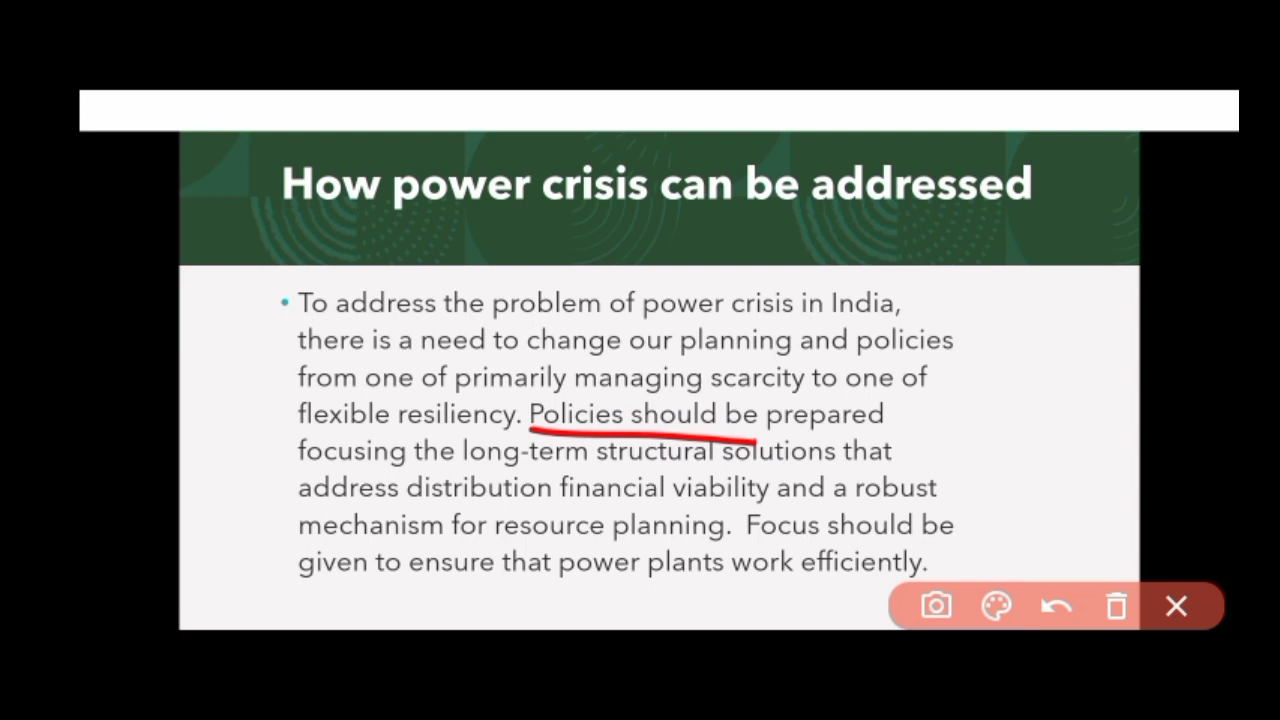 How power crisis can be addressed
• To address the problem of power crisis in India,
there is a need to change our planning and policies
from one of primarily managing scarcity to one of
flexible resiliency. Policies should be prepared
focusing the long-term structural solutions that
address distribution financial viability and a robust
mechanism for resource planning.  Focus should be
given to ensure that power plants work efficiently.